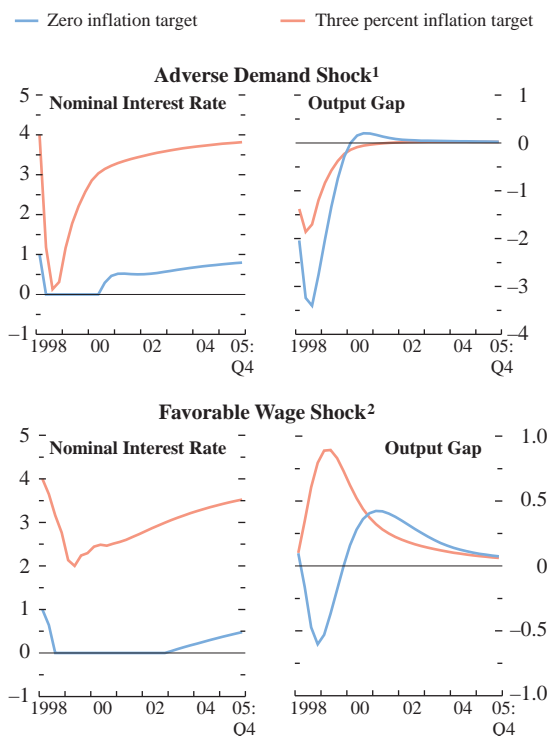 Zero inflation target Three percent inflation target
Adverse Demand Shock1
Nominal Interest Rate
5
4
3
2
1
0
–1
1998 00 02 04 05:
Q4
Output Gap
1
0
–1
–2
–3
–4
1998 00 02 04 05:
Q4
Favorable Wage Shock2
Nominal Interest Rate
5
4
3
2
1
0
–1
1998 00 02 04 05:
Q4
Output Gap
1.0
0.5
0
–0.5
–1.0
1998 00 02 04 05:
Q4